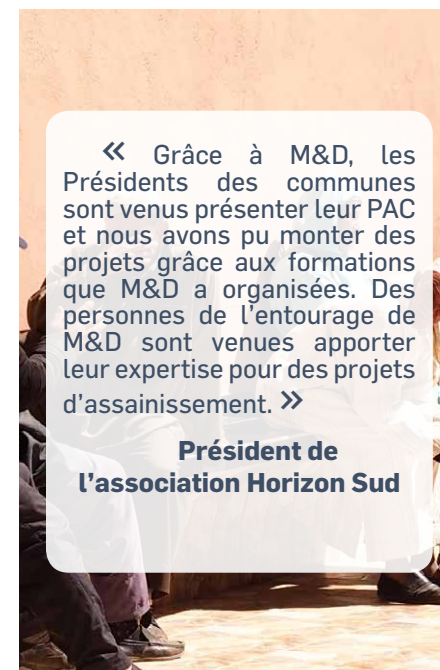 « Grâce à M&D, les
Présidents des communes
sont venus présenter leur PAC
et nous avons pu monter des
projets grâce aux formations
que M&D a organisées. Des
personnes de l'entourage de
M&D sont venues apporter
leur expertise pour des projets
d'assainissement. »
Président de
l'association Horizon Sud